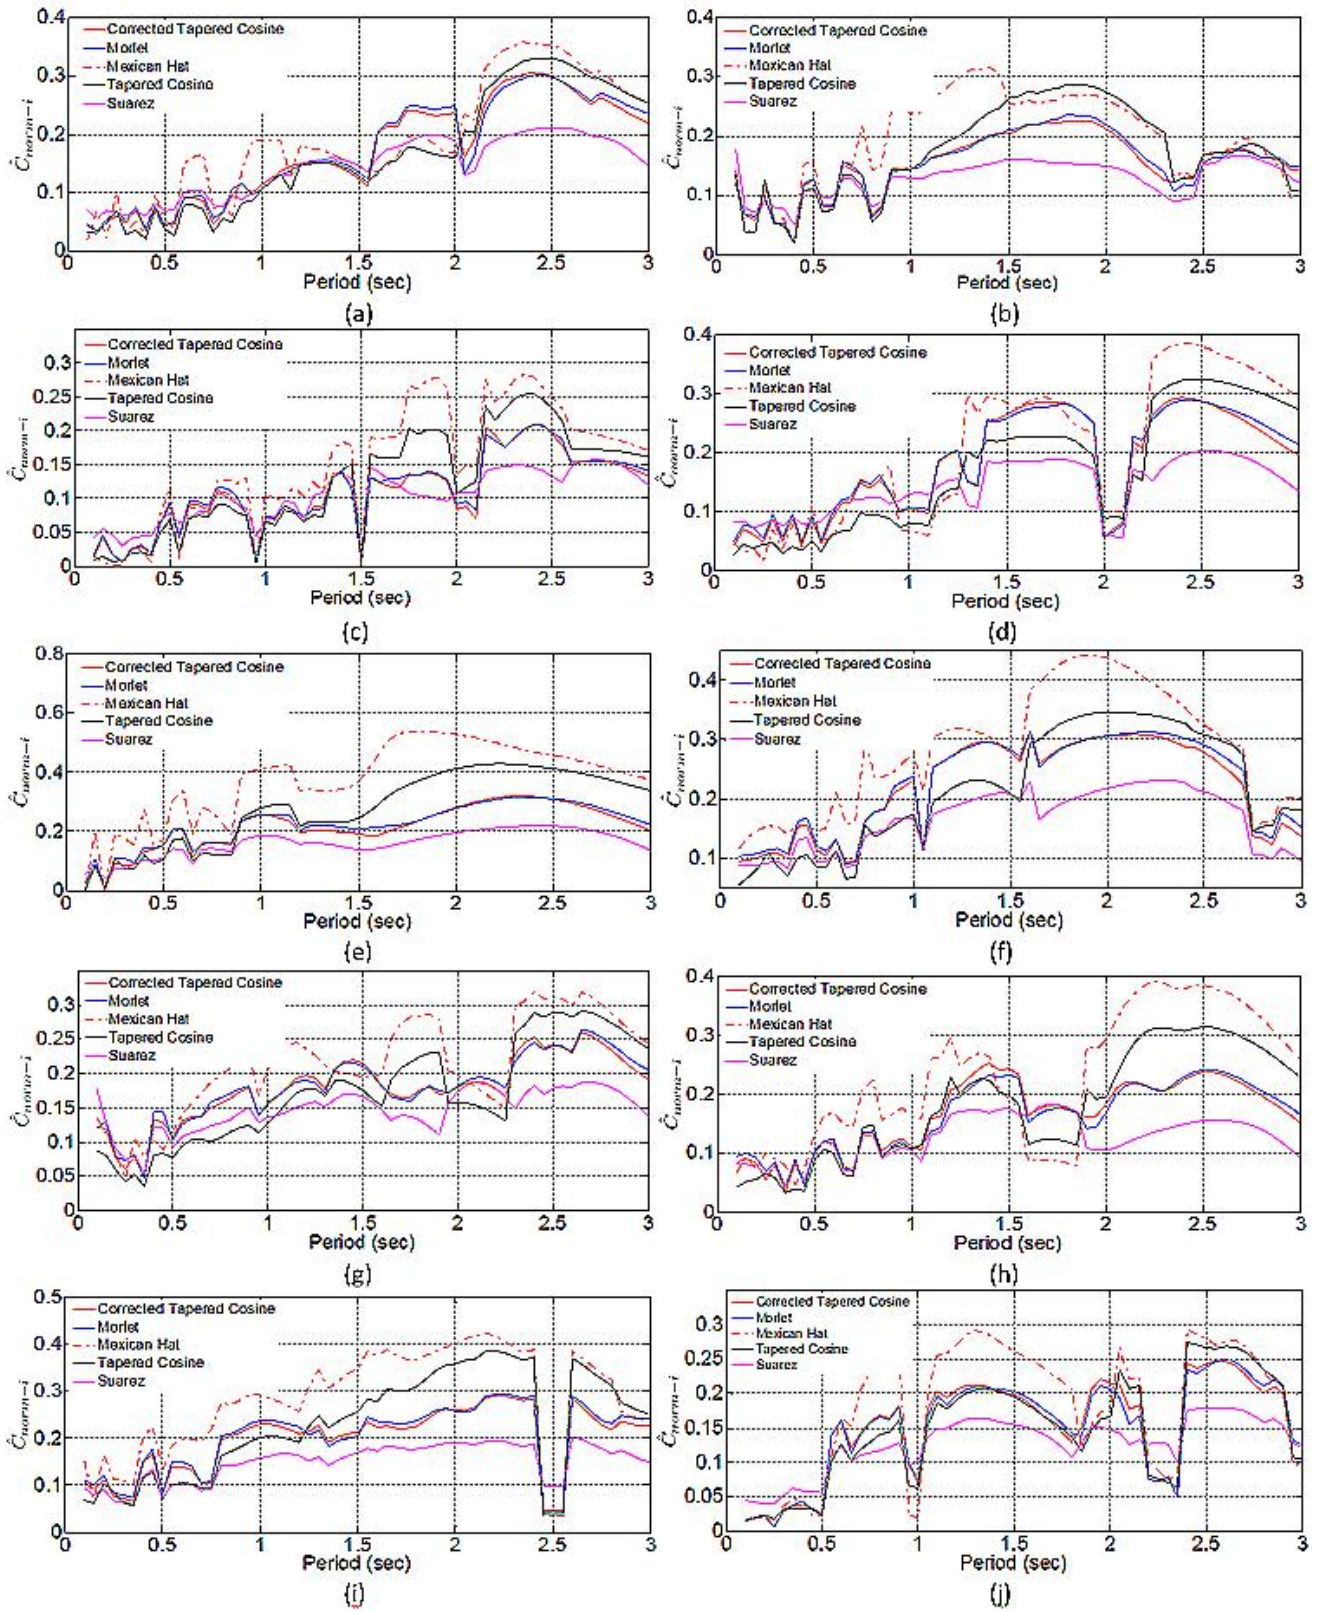 0.4
0.3
0.2
0.1
0
Ĉnorm−i
Corrected Tapered Cosine
Morlet
Mexican Hat
Tapered Cosine
Suarez
0 0.5 1 1.5 2 2.5 3
Period (sec)
(a)
0.4
0.3
0.2
0.1
0
Ĉnorm−i
Corrected Tapered Cosine
Morlet
Mexican Hat
Tapered Cosine
Suarez
0 0.5 1 1.5 2 2.5 3
Period (sec)
(b)
0.3
0.25
0.2
0.15
0.1
0.05
0
Ĉnorm−i
Corrected Tapered Cosine
Morlet
Mexican Hat
Tapered Cosine
Suarez
0 0.5 1 1.5 2 2.5 3
Period (sec)
(c)
0.4
0.3
0.2
0.1
0
Ĉnorm−i
Corrected Tapered Cosine
Morlet
Mexican Hat
Tapered Cosine
Suarez
0 0.5 1 1.5 2 2.5 3
Period (sec)
(d)
0.8
0.6
0.4
0.2
0
Ĉnorm−i
Corrected Tapered Cosine
Morlet
Mexican Hat
Tapered Cosine
Suarez
0 0.5 1 1.5 2 2.5 3
Period (sec)
(e)
0.4
0.3
0.2
0.1
Ĉnorm−i
Corrected Tapered Cosine
Morlet
Mexican Hat
Tapered Cosine
Suarez
0 0.5 1 1.5 2 2.5 3
Period (sec)
(f)
0.3
0.25
0.2
0.15
0.1
0.05
0
Ĉnorm−i
Corrected Tapered Cosine
Morlet
Mexican Hat
Tapered Cosine
Suarez
0 0.5 1 1.5 2 2.5 3
Period (sec)
(g)
0.4
0.3
0.2
0.1
0
Ĉnorm−i
Corrected Tapered Cosine
Morlet
Mexican Hat
Tapered Cosine
Suarez
0 0.5 1 1.5 2 2.5 3
Period (sec)
(h)
0.5
0.4
0.3
0.2
0.1
0
Ĉnorm−i
Corrected Tapered Cosine
Morlet
Mexican Hat
Tapered Cosine
Suarez
0 0.5 1 1.5 2 2.5 3
Period (sec)
(i)
0.3
0.25
0.2
0.15
0.1
0.05
0
Ĉnorm−i
Corrected Tapered Cosine
Morlet
Mexican Hat
Tapered Cosine
Suarez
0 0.5 1 1.5 2 2.5 3
Period (sec)
(j)